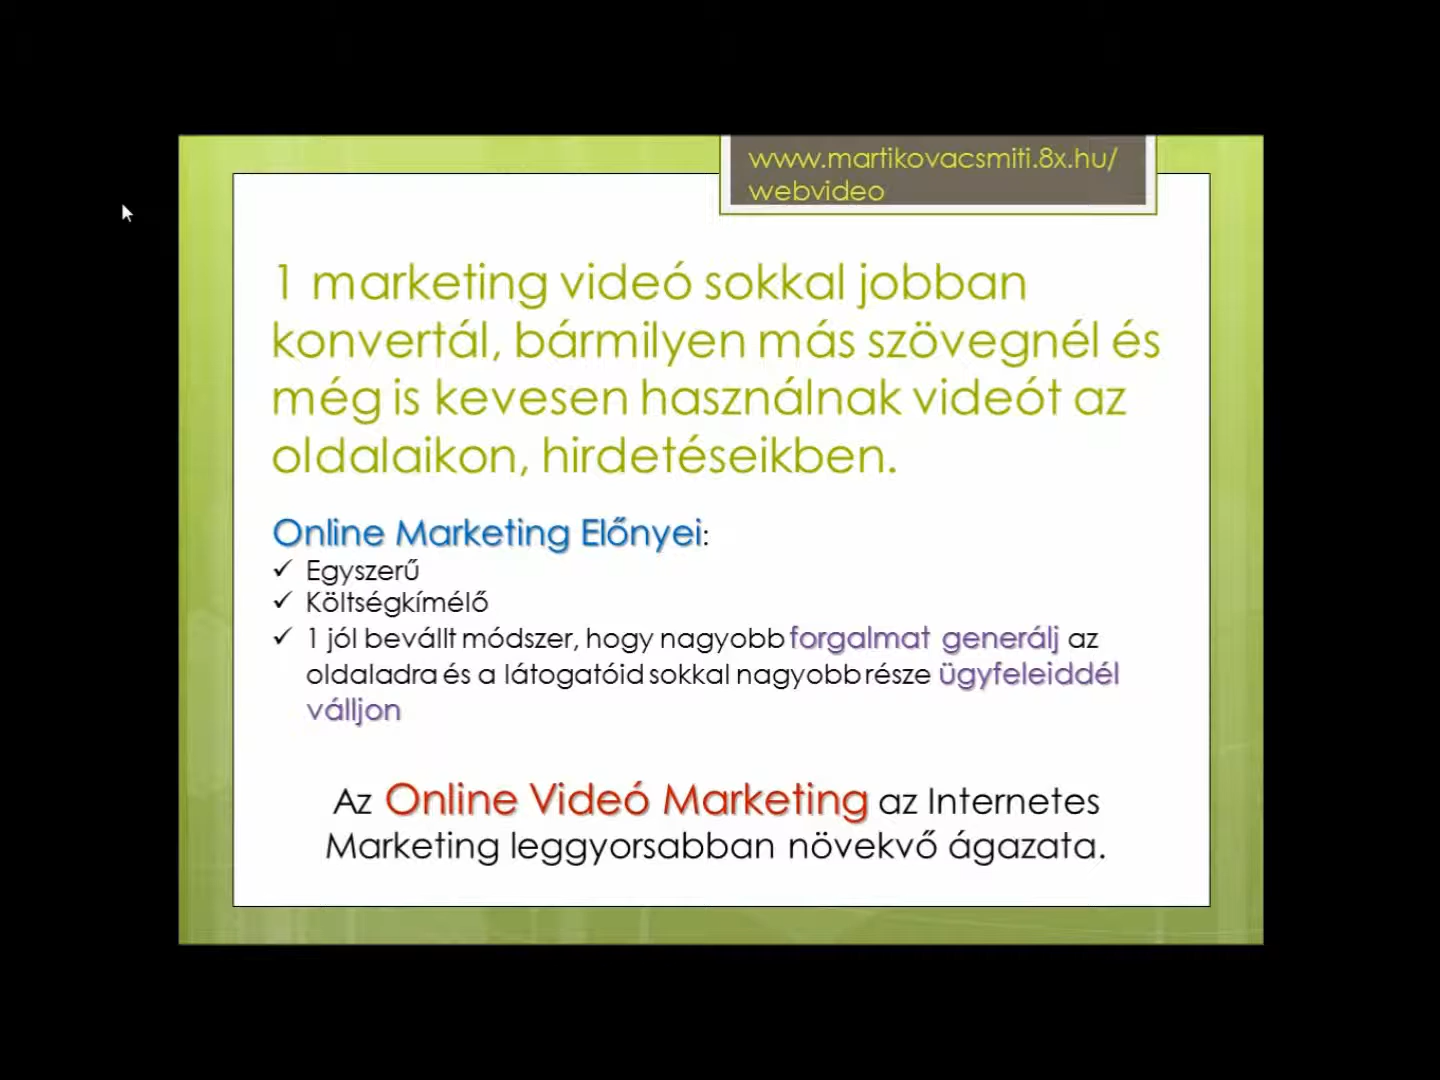 www.martikovacsmiti.8x.hu/
webvideo
1 marketing videó sokkal jobban
konvertál, bármilyen más szövegnél és
még is kevesen használnak videót az
oldalaikon, hirdetéseikben.
Online Marketing Előnyei:
✓ Egyszerű
✓ Költségkímélő
✓ 1 jól bevállt módszer, hogy nagyobb forgalmat generálj az
oldaladra és a látogatóid sokkal nagyobb része ügyfeleiddél
válljon
Az Online Videó Marketing az Internetes
Marketing leggyorsabban növekvő ágazata.